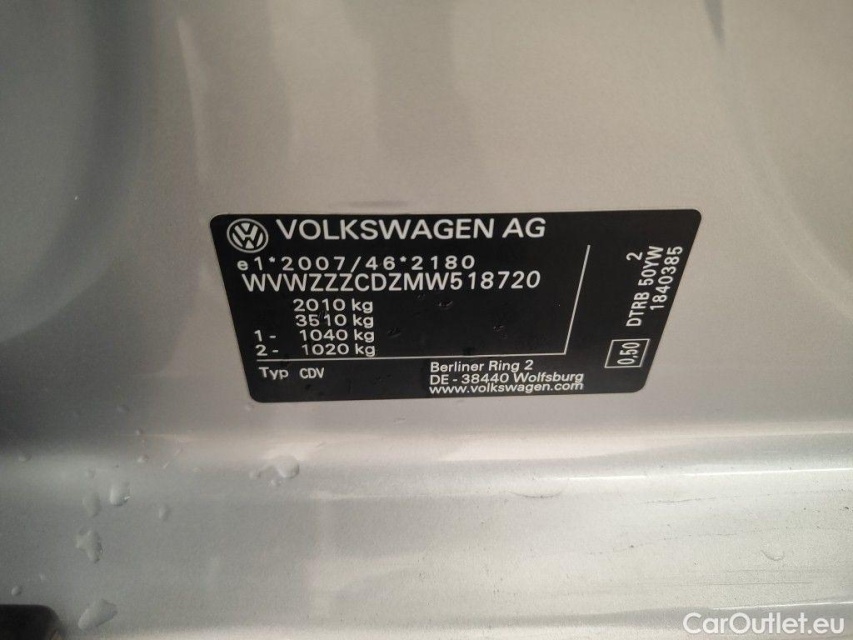 VOLKSWAGEN AG
e1*2007/46*2180
WVWZZZCDZMW518720
2010 kg
3510 kg
1- 1040 kg
2- 1020 kg
Typ CDV
Berliner Ring 2
DE-38440 Wolfsburg
www.volkswagen.com
2
DTRB 50YW
1840385
0,50
CarOutlet.eu